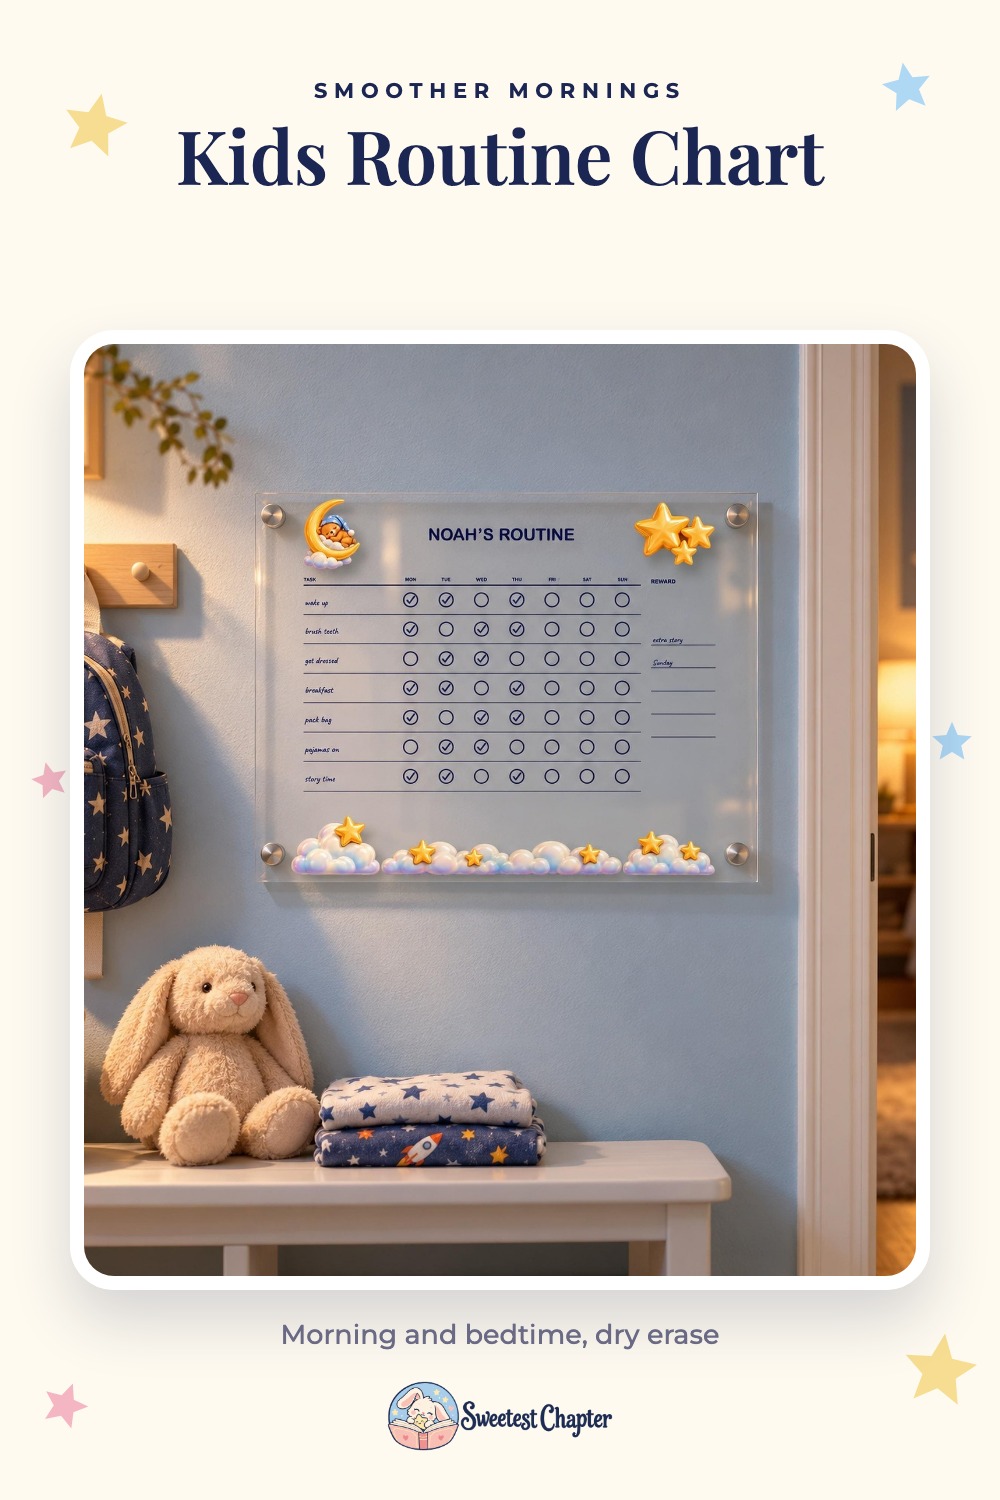 SMOOTHER MORNINGS
Kids Routine Chart
NOAH'S ROUTINE
TASK MON TUE WED THU FRI SAT SUN REWARD
wake up
brush teeth
extra story
get dressed
Sunday
breakfast
pack bag
pajamas on
story time
Morning and bedtime, dry erase
Sweetest Chapter